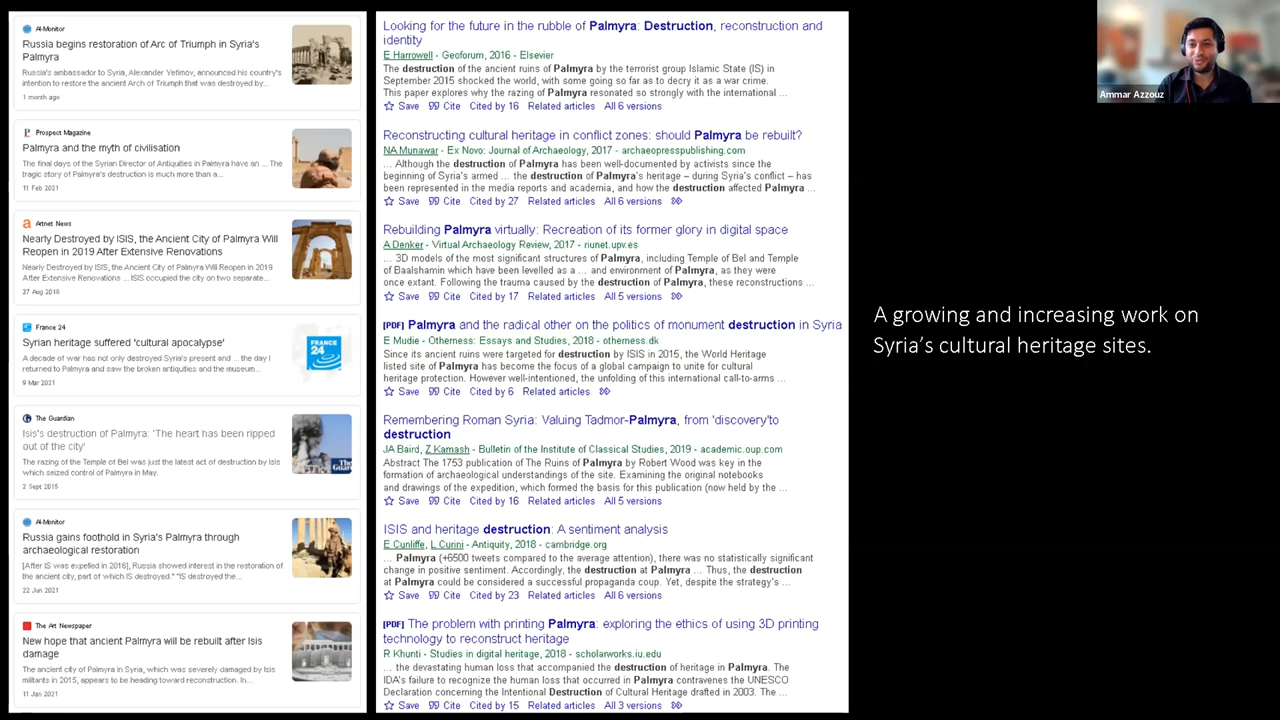 Al-Monitor
Russia begins restoration of Arc of Triumph in Syria's
Palmyra
Russia's ambassador to Syria, Alexander Yefimov, announced his country's
intention to restore the ancient Arch of Triumph that was destroyed by...
1 month ago
Prospect Magazine
Palmyra and the myth of civilisation
The final days of the Syrian Director of Antiquities in Palmyra have an ... The
tragic story of Palmyra's destruction is much more than a...
11 Feb 2021
Artnet News
Nearly Destroyed by ISIS, the Ancient City of Palmyra Will
Reopen in 2019 After Extensive Renovations
Nearly Destroyed by ISIS, the Ancient City of Palmyra Will Reopen in 2019
After Extensive Renovations ... ISIS occupied the city on two separate...
27 Aug 2018
France 24
Syrian heritage suffered 'cultural apocalypse'
A decade of war has not only destroyed Syria's present and ... the day I
returned to Palmyra and saw the broken antiquities and the museum...
9 Mar 2021
FRANCE
24
The Guardian
Isis's destruction of Palmyra: 'The heart has been ripped
out of the city'
The razing of the Temple of Bel was just the latest act of destruction by Isis
which seized control of Palmyra in May.
2 Sept 2015
Al-Monitor
Russia gains foothold in Syria's Palmyra through
archaeological restoration
[After IS was expelled in 2016], Russia showed interest in the restoration of
the ancient city, part of which IS destroyed." "IS destroyed the...
22 Jun 2021
The Art Newspaper
New hope that ancient Palmyra will be rebuilt after Isis
damage
The ancient city of Palmyra in Syria, which was severely damaged by Isis
militants in 2015, appears to be heading toward reconstruction. In...
11 Jan 2021
Looking for the future in the rubble of Palmyra: Destruction, reconstruction and
identity
E Harrowell - Geoforum, 2016 - Elsevier
The destruction of the ancient ruins of Palmyra by the terrorist group Islamic State (IS) in
September 2015 shocked the world, with some going so far as to decry it as a war crime.
This paper explores why the razing of Palmyra resonated so strongly with the international ...
Save Cite Cited by 16 Related articles All 6 versions
Reconstructing cultural heritage in conflict zones: should Palmyra be rebuilt?
NA Munawar - Ex Novo: Journal of Archaeology, 2017 - archaeopresspublishing.com
... Although the destruction of Palmyra has been well-documented by activists since the
beginning of Syria's armed ... the destruction of Palmyra's heritage – during Syria's conflict – has
been represented in the media reports and academia, and how the destruction affected Palmyra ...
Save Cite Cited by 27 Related articles All 6 versions
Rebuilding Palmyra virtually: Recreation of its former glory in digital space
A Denker - Virtual Archaeology Review, 2017 - riunet.upv.es
... 3D models of the most significant structures of Palmyra, including Temple of Bel and Temple
of Baalshamin which have been levelled as a ... and environment of Palmyra, as they were
once extant. Following the trauma caused by the destruction of Palmyra, these reconstructions ...
Save Cite Cited by 17 Related articles All 5 versions
[PDF] Palmyra and the radical other on the politics of monument destruction in Syria
E Mudie - Otherness: Essays and Studies, 2018 - otherness.dk
Since its ancient ruins were targeted for destruction by ISIS in 2015, the World Heritage
listed site of Palmyra has become the focus of a global campaign to unite for cultural
heritage protection. However well-intentioned, the unfolding of this international call-to-arms ...
Save Cite Cited by 6 Related articles
Remembering Roman Syria: Valuing Tadmor-Palmyra, from 'discovery'to
destruction
JA Baird, Z Kamash - Bulletin of the Institute of Classical Studies, 2019 - academic.oup.com
Abstract The 1753 publication of The Ruins of Palmyra by Robert Wood was key in the
formation of archaeological understandings of the site. Examining the original notebooks
and drawings of the expedition, which formed the basis for this publication (now held by the ...
Save Cite Cited by 16 Related articles All 5 versions
ISIS and heritage destruction: A sentiment analysis
E Cunliffe, L Curini - Antiquity, 2018 - cambridge.org
... Palmyra (+6500 tweets compared to the average attention), there was no statistically significant
change in positive sentiment. Accordingly, the destruction at Palmyra ... Thus, the destruction
at Palmyra could be considered a successful propaganda coup. Yet, despite the strategy's ...
Save Cite Cited by 23 Related articles All 6 versions
[PDF] The problem with printing Palmyra: exploring the ethics of using 3D printing
technology to reconstruct heritage
R Khunti - Studies in digital heritage, 2018 - scholarworks.iu.edu
... the devastating human loss that accompanied the destruction of heritage in Palmyra. The
IDA's failure to recognize the human loss that occurred in Palmyra contravenes the UNESCO
Declaration concerning the Intentional Destruction of Cultural Heritage drafted in 2003. The ...
Save Cite Cited by 15 Related articles All 3 versions
A growing and increasing work on
Syria's cultural heritage sites.
Ammar Azzouz